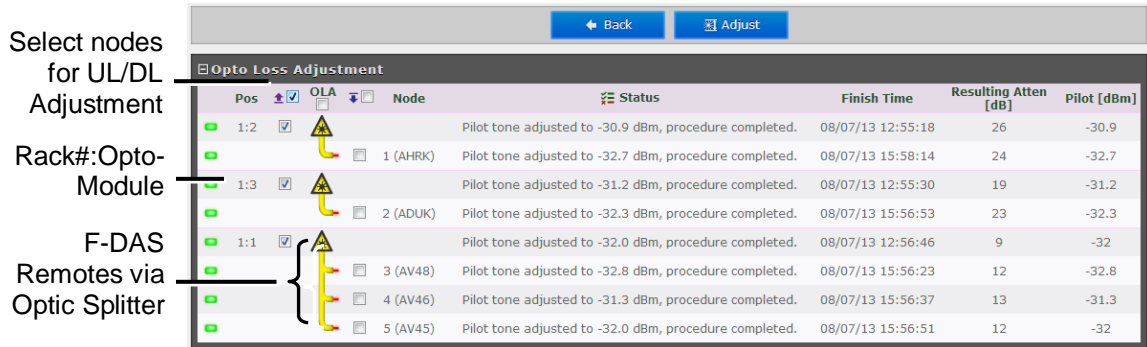 Back
Adjust
Select nodes
for UL/DL
Adjustment
Opto Loss Adjustment
Pos OLA Node Status Finish Time Resulting Atten [dB] Pilot [dBm]
1:2 Pilot tone adjusted to -30.9 dBm, procedure completed. 08/07/13 12:55:18 26 -30.9
1 (AHRK) Pilot tone adjusted to -32.7 dBm, procedure completed. 08/07/13 15:58:14 24 -32.7
Rack#:Opto-
Module
1:3 Pilot tone adjusted to -31.2 dBm, procedure completed. 08/07/13 12:55:30 19 -31.2
2 (ADUK) Pilot tone adjusted to -32.3 dBm, procedure completed. 08/07/13 15:56:53 23 -32.3
F-DAS
Remotes via
Optic Splitter
1:1 Pilot tone adjusted to -32.0 dBm, procedure completed. 08/07/13 12:56:46 9 -32
3 (AV48) Pilot tone adjusted to -32.8 dBm, procedure completed. 08/07/13 15:56:23 12 -32.8
4 (AV46) Pilot tone adjusted to -31.3 dBm, procedure completed. 08/07/13 15:56:37 13 -31.3
5 (AV45) Pilot tone adjusted to -32.0 dBm, procedure completed. 08/07/13 15:56:51 12 -32